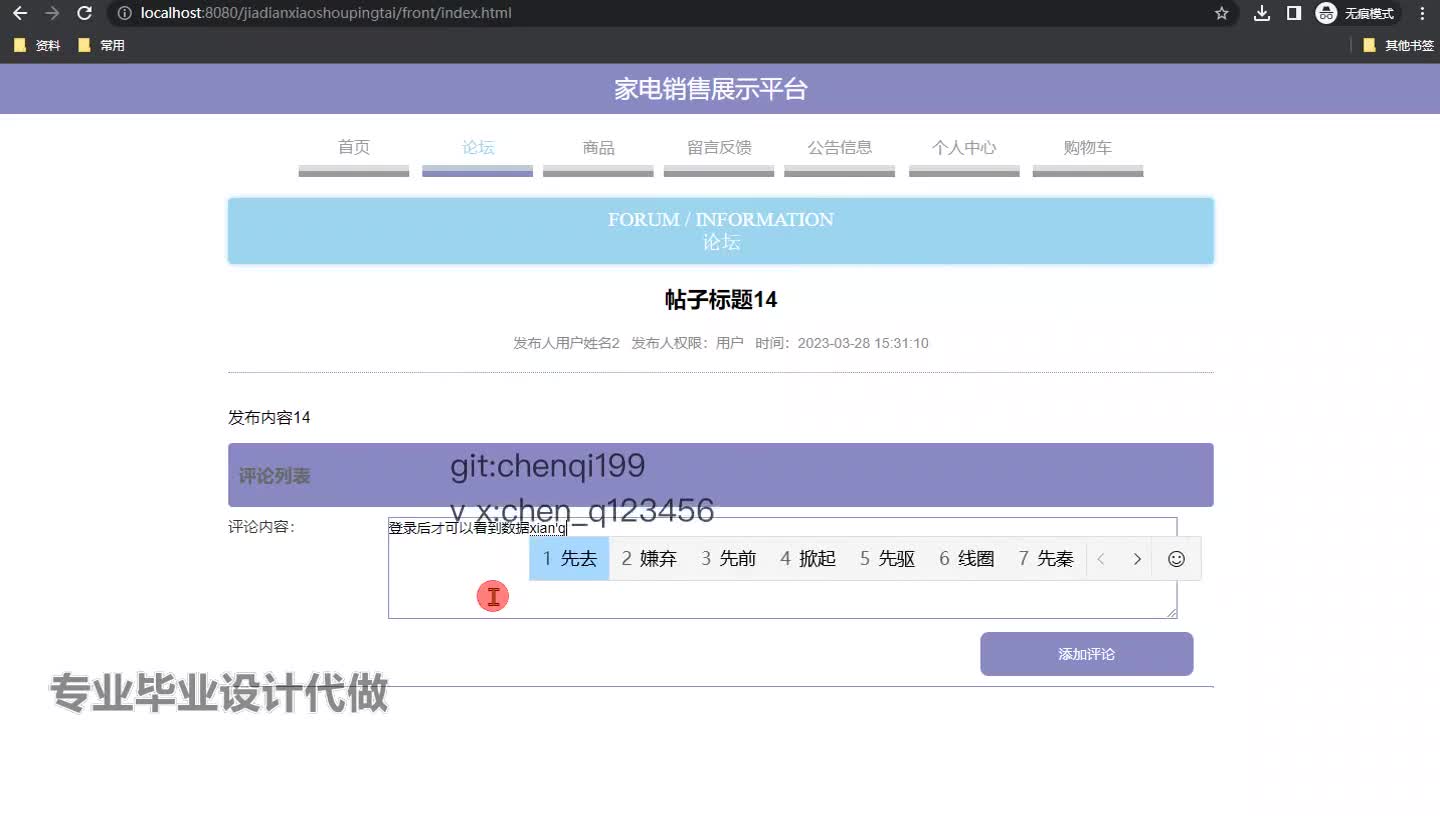 localhost:8080/jiadianxiaoshoupingtai/front/index.html
无痕模式
资料 常用 其他书签
家电销售展示平台
首页 论坛 商品 留言反馈 公告信息 个人中心 购物车
FORUM / INFORMATION
论坛
帖子标题14
发布人用户姓名2 发布人权限：用户 时间：2023-03-28 15:31:10
发布内容14
评论列表
git:chenqi199
v_x:chen_q123456
评论内容：
登录后才可以看到数据xian'q
1 先去 2 嫌弃 3 先前 4 掀起 5 先驱 6 线圈 7 先秦
添加评论
专业毕业设计代做